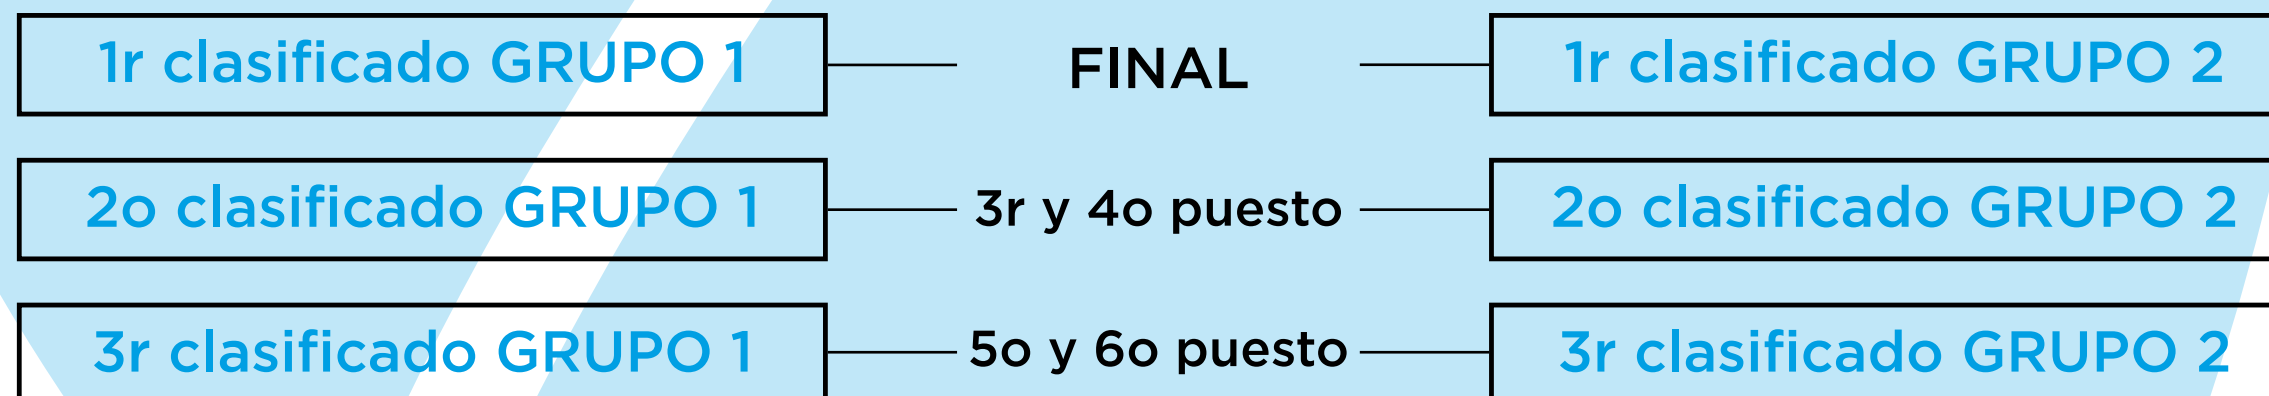 1r clasificado GRUPO 1 FINAL 1r clasificado GRUPO 2
2o clasificado GRUPO 1 3r y 4o puesto 2o clasificado GRUPO 2
3r clasificado GRUPO 1 5o y 6o puesto 3r clasificado GRUPO 2